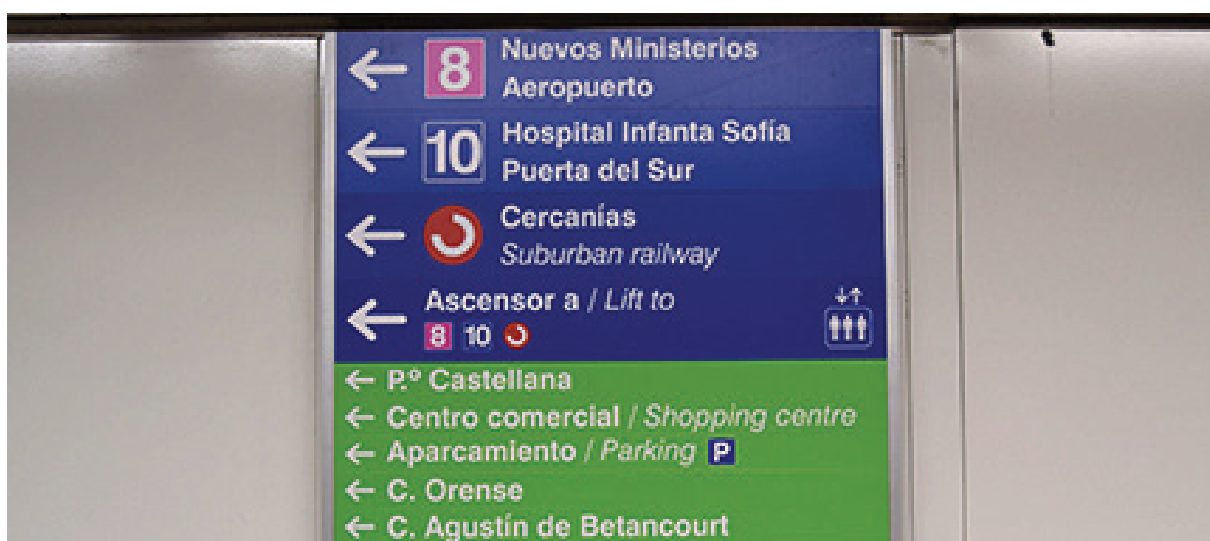 ← 8 Nuevos Ministerios
Aeropuerto
← 10 Hospital Infanta Sofía
Puerta del Sur
← Cercanías
Suburban railway
← Ascensor a / Lift to
8 10
← P.º Castellana
← Centro comercial / Shopping centre
← Aparcamiento / Parking P
← C. Orense
← C. Agustín de Betancourt